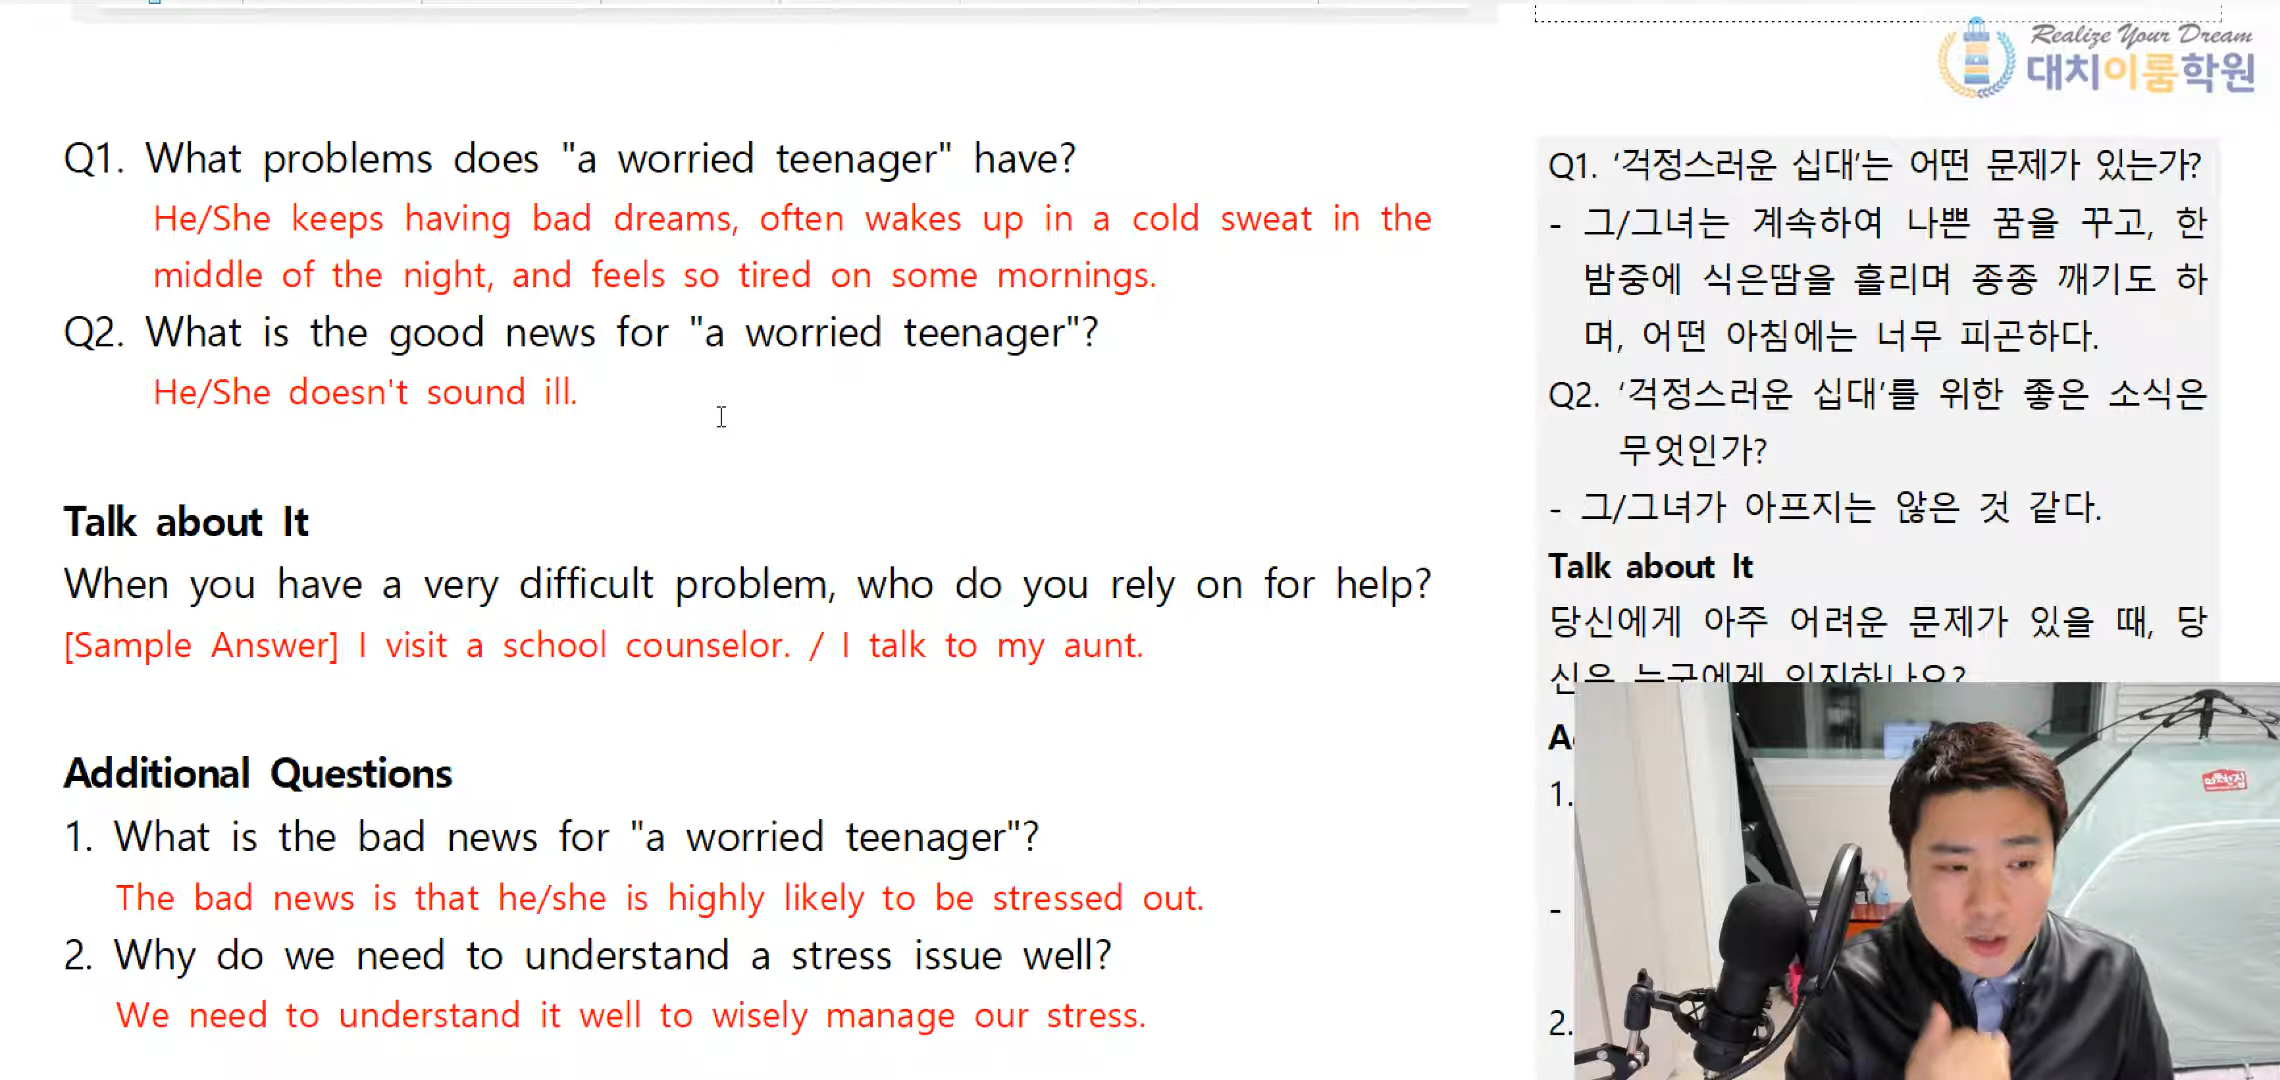 Realize Your Dream
대치이룸학원
Q1. What problems does "a worried teenager" have?
He/She keeps having bad dreams, often wakes up in a cold sweat in the
middle of the night, and feels so tired on some mornings.
Q2. What is the good news for "a worried teenager"?
He/She doesn't sound ill.
Talk about It
When you have a very difficult problem, who do you rely on for help?
[Sample Answer] I visit a school counselor. / I talk to my aunt.
Additional Questions
1. What is the bad news for "a worried teenager"?
The bad news is that he/she is highly likely to be stressed out.
2. Why do we need to understand a stress issue well?
We need to understand it well to wisely manage our stress.
Q1. ‘걱정스러운 십대’는 어떤 문제가 있는가?
- 그/그녀는 계속하여 나쁜 꿈을 꾸고, 한
밤중에 식은땀을 흘리며 종종 깨기도 하
며, 어떤 아침에는 너무 피곤하다.
Q2. ‘걱정스러운 십대’를 위한 좋은 소식은
무엇인가?
- 그/그녀가 아프지는 않은 것 같다.
Talk about It
당신에게 아주 어려운 문제가 있을 때, 당
신은 누구에게 의지하나요?
1.
-
2.